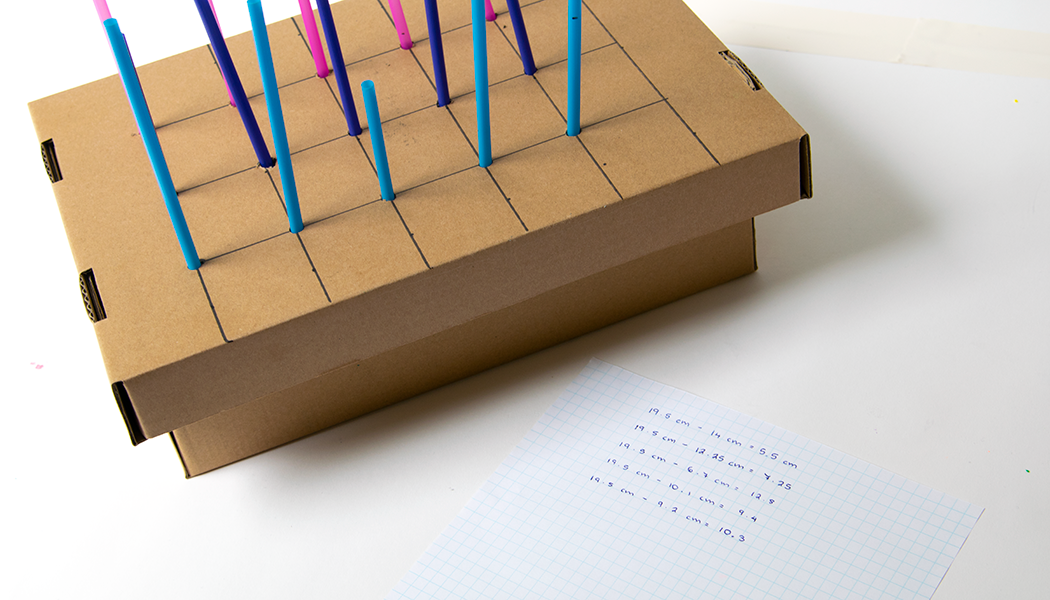 19.5 cm - 14 cm = 5.5 cm
19.5 cm - 12.25 cm = 7.25
19.5 cm - 6.7 cm = 12.8
19.5 cm - 10.1 cm = 9.4
19.5 cm - 9.2 cm = 10.3